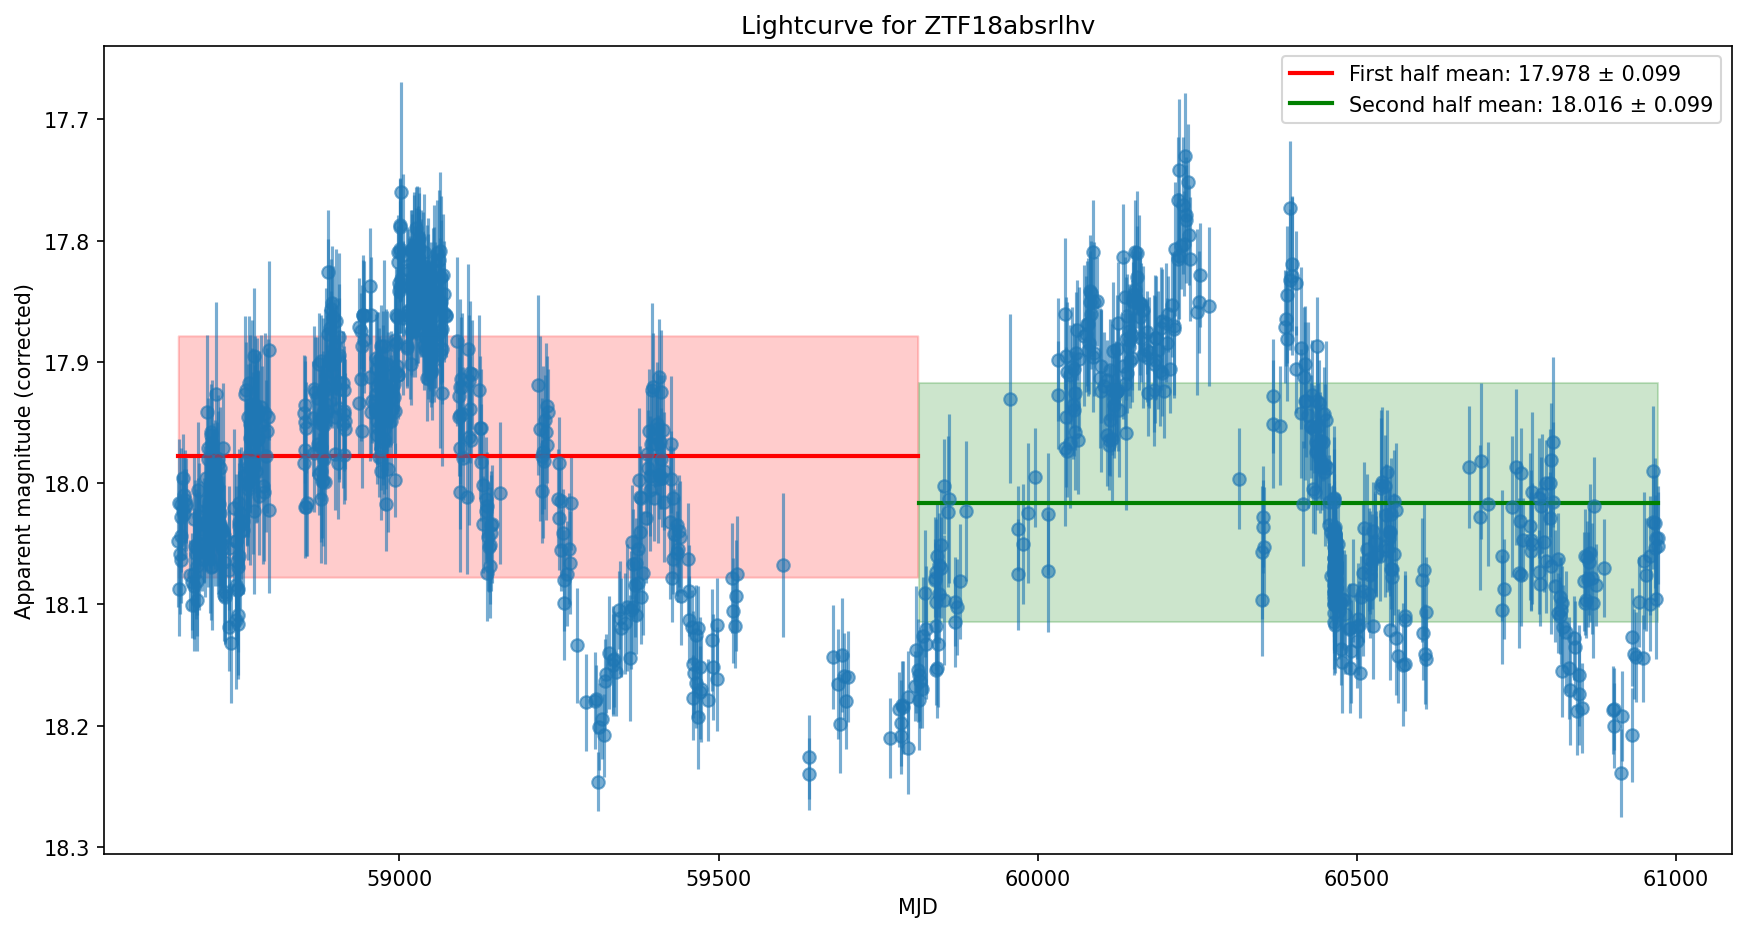 Lightcurve for ZTF18absrlhv
First half mean: 17.978 ± 0.099
Second half mean: 18.016 ± 0.099
Apparent magnitude (corrected)
17.7
17.8
17.9
18.0
18.1
18.2
18.3
59000
59500
60000
60500
61000
MJD